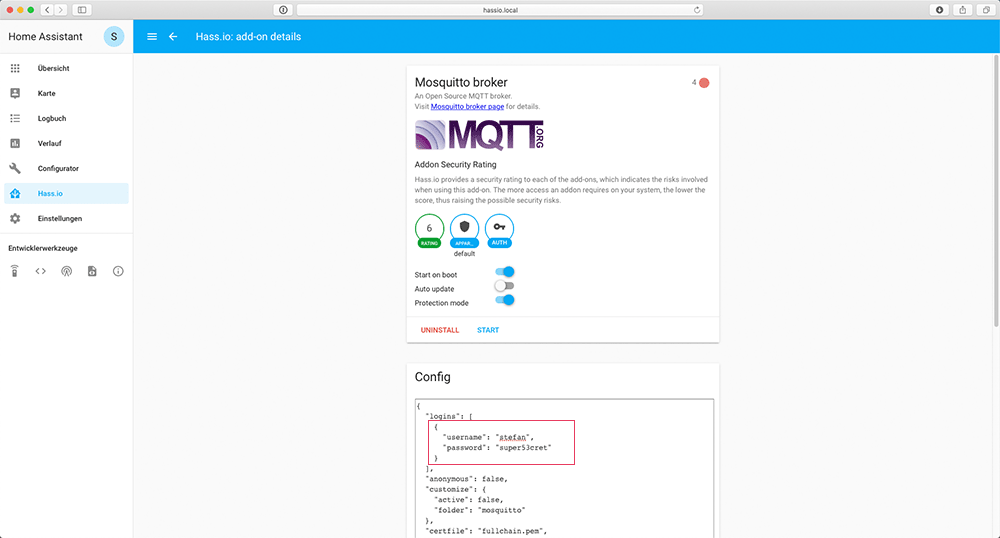 hassio.local
Home Assistant
S
Hass.io: add-on details
Übersicht
Karte
Logbuch
Verlauf
Configurator
Hass.io
Einstellungen
Entwicklerwerkzeuge
Mosquitto broker
4
An Open Source MQTT broker.
Visit Mosquitto broker page for details.
MQTT.ORG
Addon Security Rating
Hass.io provides a security rating to each of the add-ons, which indicates the risks involved
when using this add-on. The more access an addon requires on your system, the lower the
score, thus raising the possible security risks.
6
RATING
APPAR...
AUTH
default
Start on boot
Auto update
Protection mode
UNINSTALL
START
Config
{
"logins": [
{
"username": "stefan",
"password": "super53cret"
}
],
"anonymous": false,
"customize": {
"active": false,
"folder": "mosquitto"
},
"certfile": "fullchain.pem",